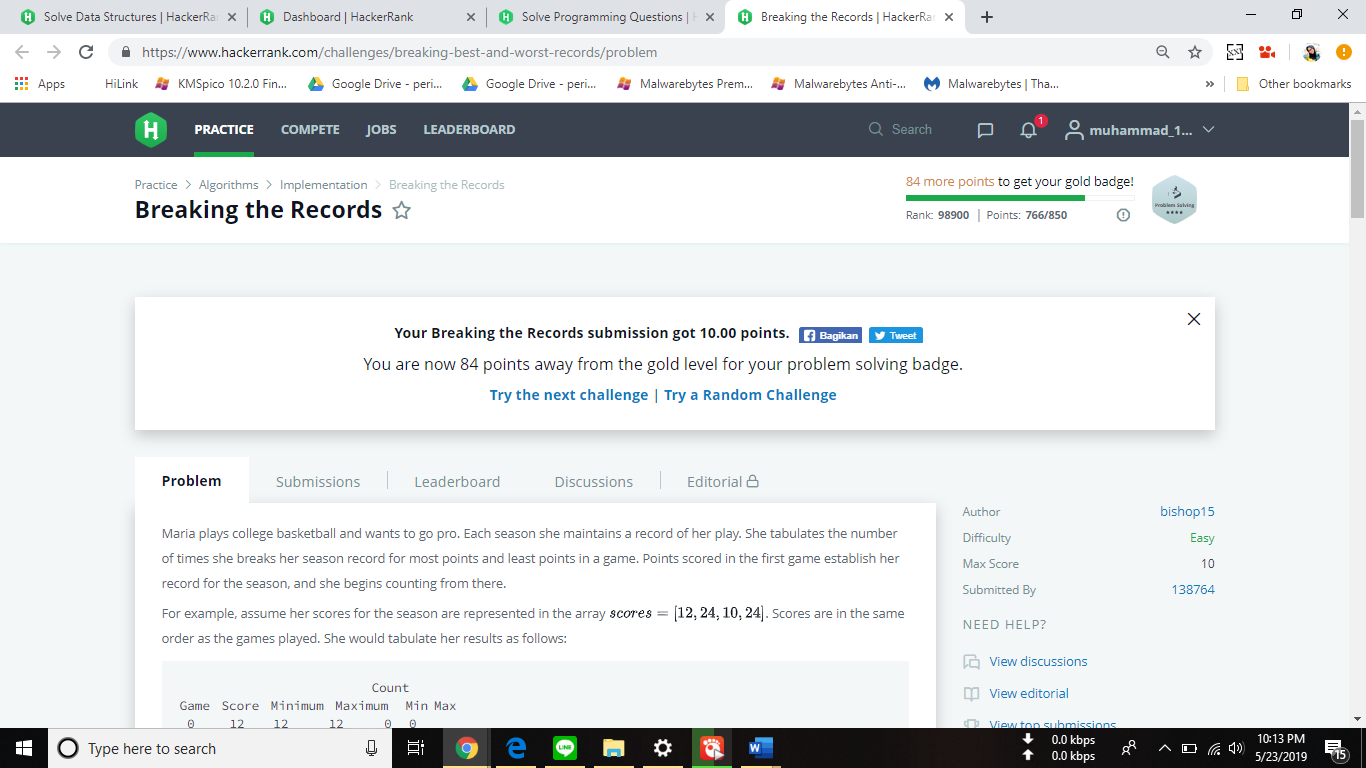 Solve Data Structures | HackerRa
Dashboard | HackerRank
Solve Programming Questions |
Breaking the Records | HackerRa
https://www.hackerrank.com/challenges/breaking-best-and-worst-records/problem
Apps
HiLink
KMSpico 10.2.0 Fin...
Google Drive - peri...
Google Drive - peri...
Malwarebytes Prem...
Malwarebytes Anti-...
Malwarebytes | Tha...
»
Other bookmarks
H
PRACTICE
COMPETE
JOBS
LEADERBOARD
Search
1
muhammad_1...
Practice > Algorithms > Implementation > Breaking the Records
Breaking the Records
84 more points to get your gold badge!
Rank: 98900 | Points: 766/850
Problem Solving
Your Breaking the Records submission got 10.00 points.
Bagikan
Tweet
You are now 84 points away from the gold level for your problem solving badge.
Try the next challenge | Try a Random Challenge
Problem
Submissions
Leaderboard
Discussions
Editorial
Maria plays college basketball and wants to go pro. Each season she maintains a record of her play. She tabulates the number
of times she breaks her season record for most points and least points in a game. Points scored in the first game establish her
record for the season, and she begins counting from there.
For example, assume her scores for the season are represented in the array scores = [12, 24, 10, 24]. Scores are in the same
order as the games played. She would tabulate her results as follows:
Count
Game Score Minimum Maximum Min Max
0 12 12 12 0 0
Author bishop15
Difficulty Easy
Max Score 10
Submitted By 138764
NEED HELP?
View discussions
View editorial
View top submissions
Type here to search
LINE
0.0 kbps
0.0 kbps
10:13 PM
5/23/2019
15